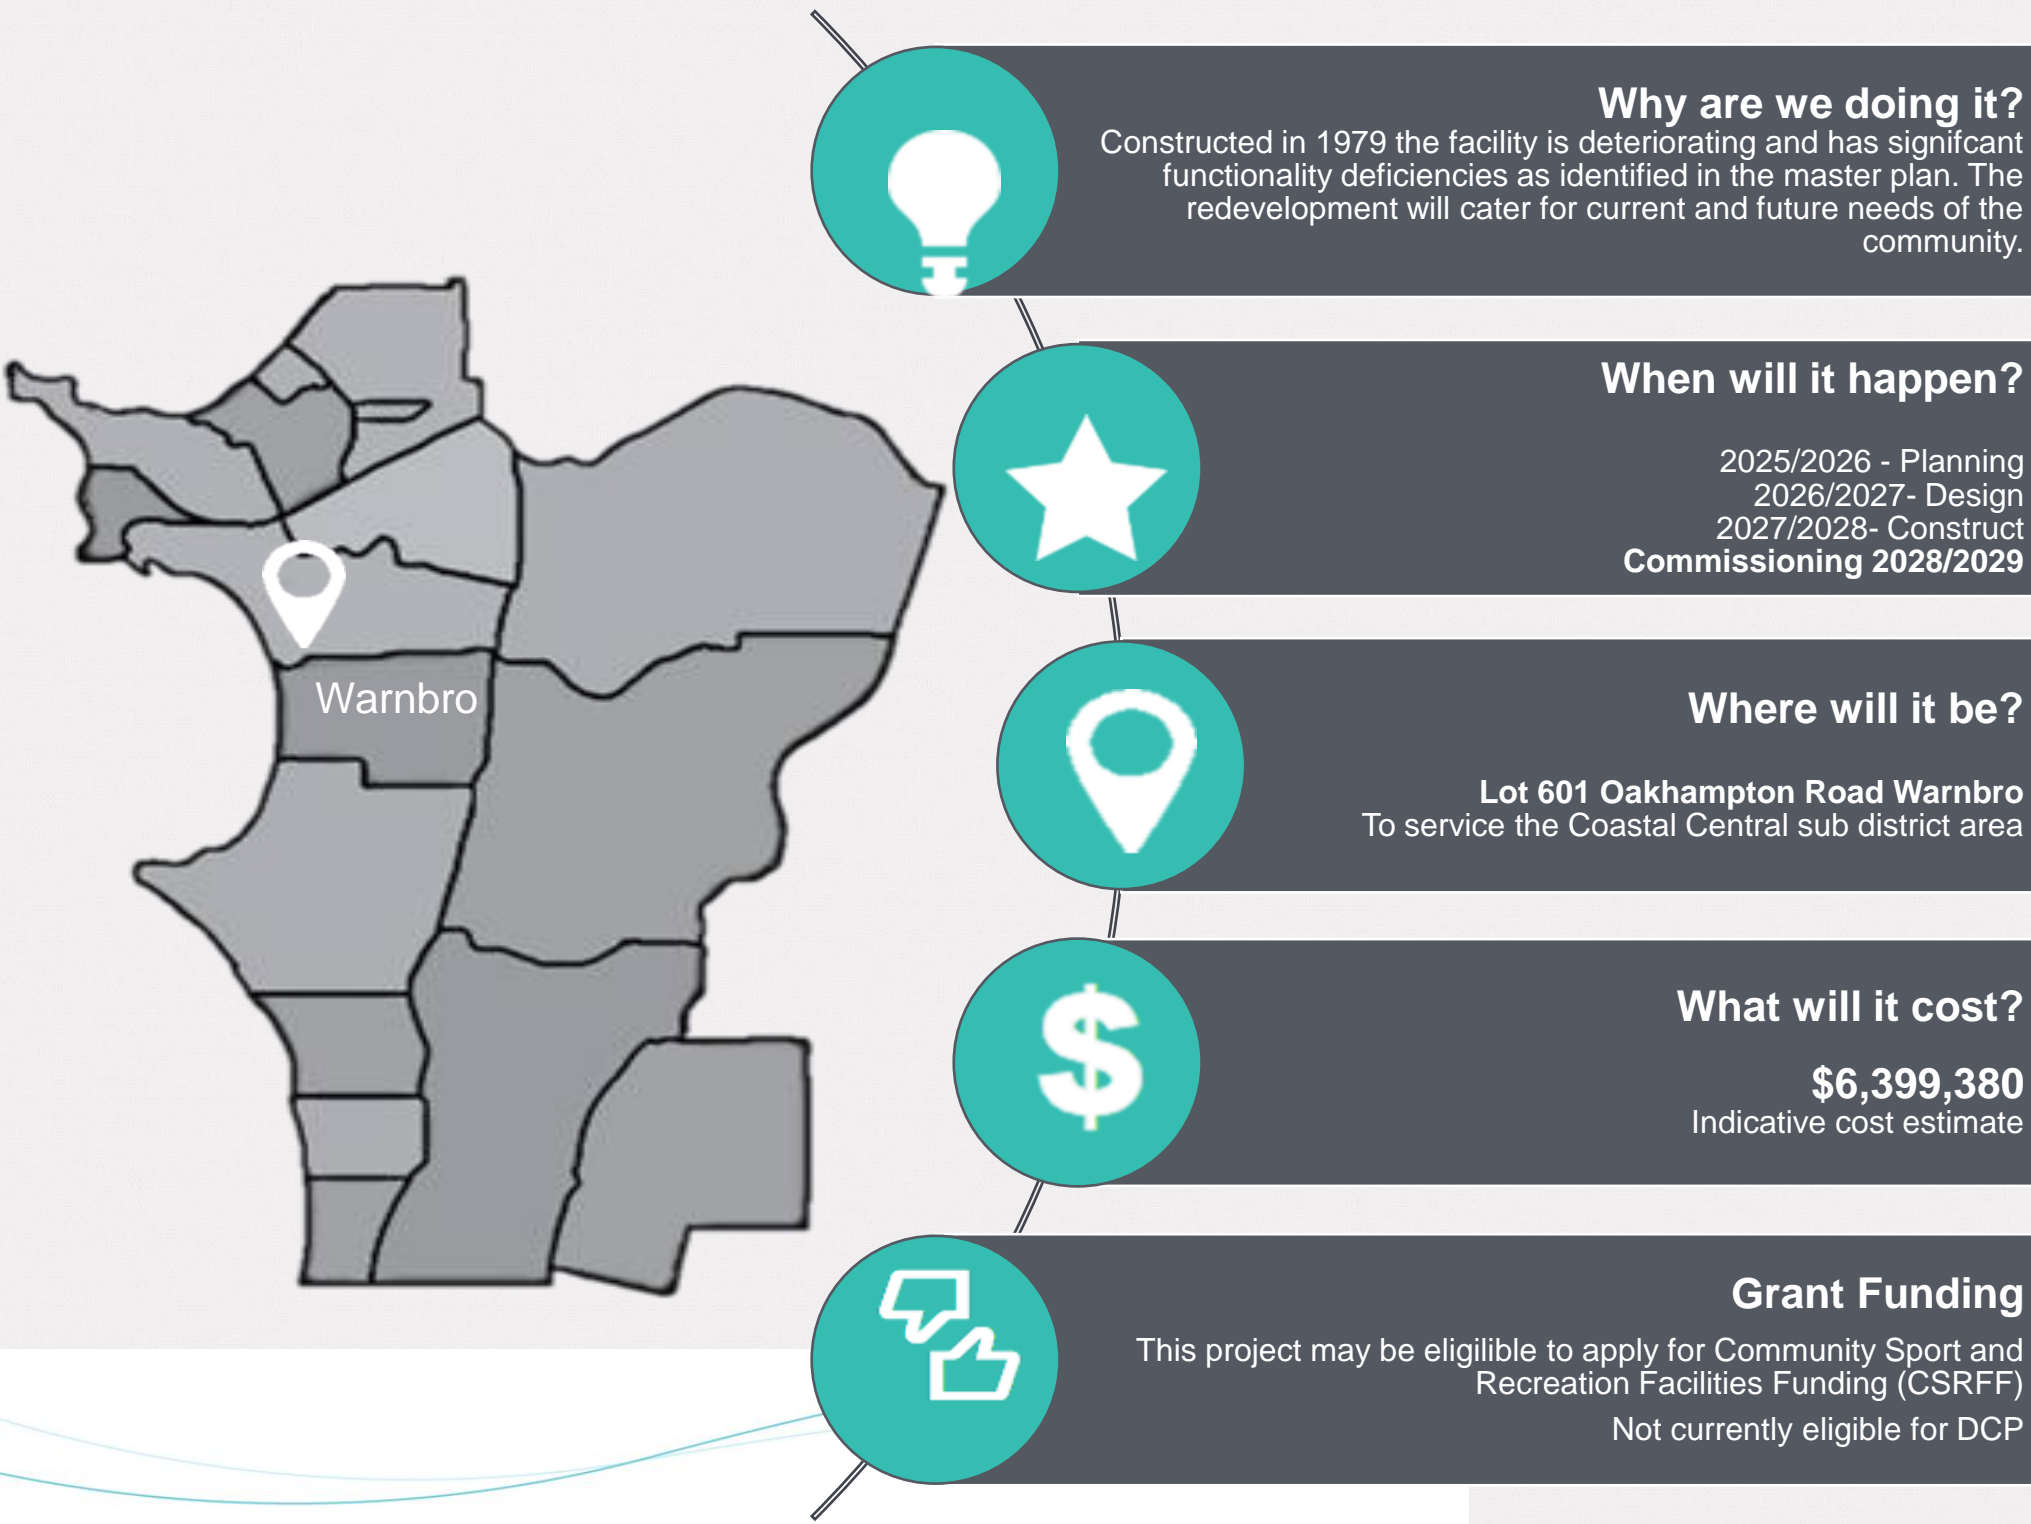 Why are we doing it?
Constructed in 1979 the facility is deteriorating and has signifcant
functionality deficiencies as identified in the master plan. The
redevelopment will cater for current and future needs of the
community.
When will it happen?
2025/2026 - Planning
2026/2027- Design
2027/2028- Construct
Commissioning 2028/2029
Warnbro
Where will it be?
Lot 601 Oakhampton Road Warnbro
To service the Coastal Central sub district area
What will it cost?
$6,399,380
Indicative cost estimate
Grant Funding
This project may be eligilible to apply for Community Sport and
Recreation Facilities Funding (CSRFF)
Not currently eligible for DCP